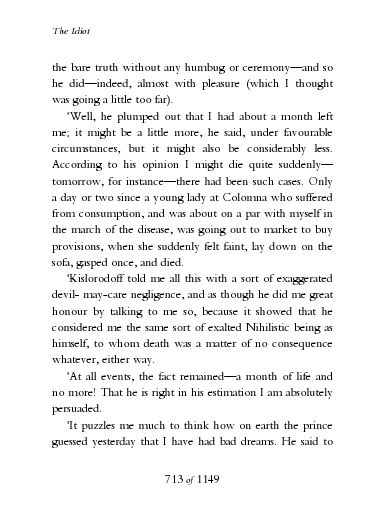 The Idiot
the bare truth without any humbug or ceremony—and so
he did—indeed, almost with pleasure (which I thought
was going a little too far).
'Well, he plumped out that I had about a month left
me; it might be a little more, he said, under favourable
circumstances, but it might also be considerably less.
According to his opinion I might die quite suddenly—
tomorrow, for instance—there had been such cases. Only
a day or two since a young lady at Colomna who suffered
from consumption, and was about on a par with myself in
the march of the disease, was going out to market to buy
provisions, when she suddenly felt faint, lay down on the
sofa, gasped once, and died.
'Kislorodoff told me all this with a sort of exaggerated
devil- may-care negligence, and as though he did me great
honour by talking to me so, because it showed that he
considered me the same sort of exalted Nihilistic being as
himself, to whom death was a matter of no consequence
whatever, either way.
'At all events, the fact remained—a month of life and
no more! That he is right in his estimation I am absolutely
persuaded.
'It puzzles me much to think how on earth the prince
guessed yesterday that I have had bad dreams. He said to
713 of 1149